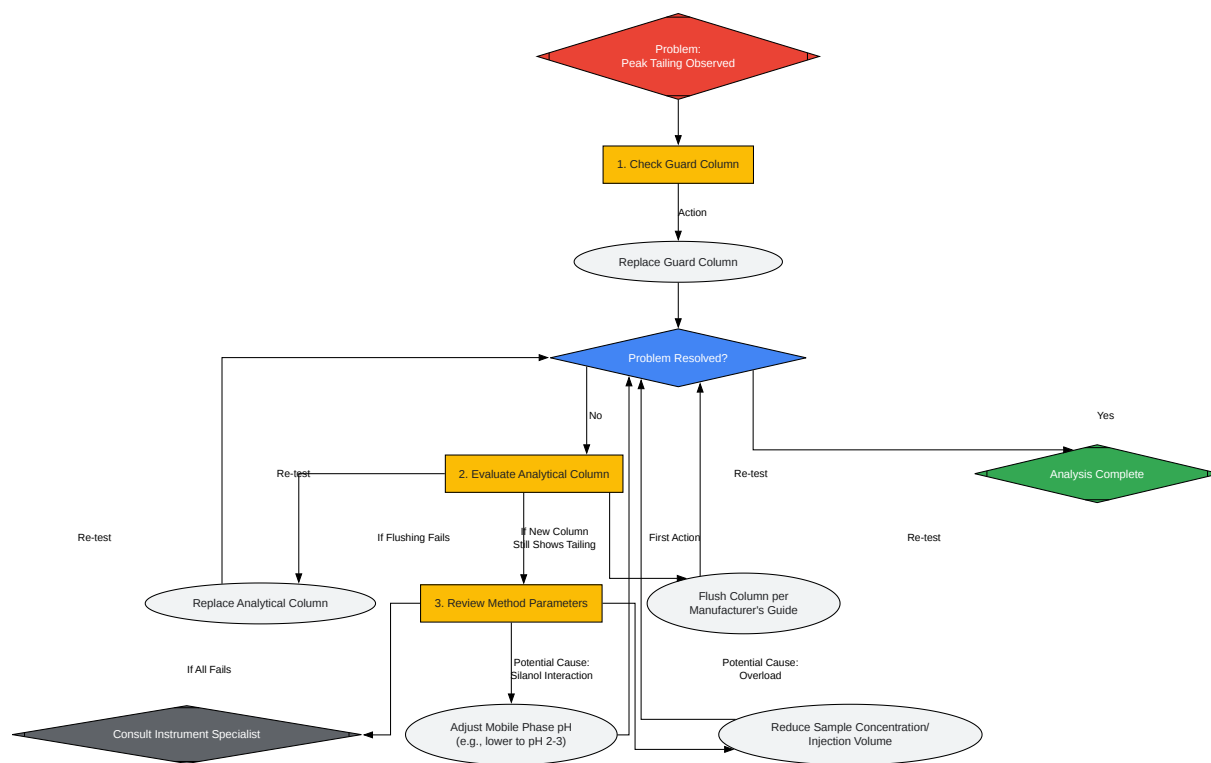 Problem:
Peak Tailing Observed
1. Check Guard Column
Action
Replace Guard Column
Problem Resolved?
No
Yes
2. Evaluate Analytical Column
Re-test
Re-test
Analysis Complete
Re-test
If Flushing Fails
If New Column
Still Shows Tailing
First Action
Re-test
Replace Analytical Column
3. Review Method Parameters
Flush Column per
Manufacturer's Guide
If All Fails
Potential Cause:
Silanol Interaction
Potential Cause:
Overload
Consult Instrument Specialist
Adjust Mobile Phase pH
(e.g., lower to pH 2-3)
Reduce Sample Concentration/
Injection Volume